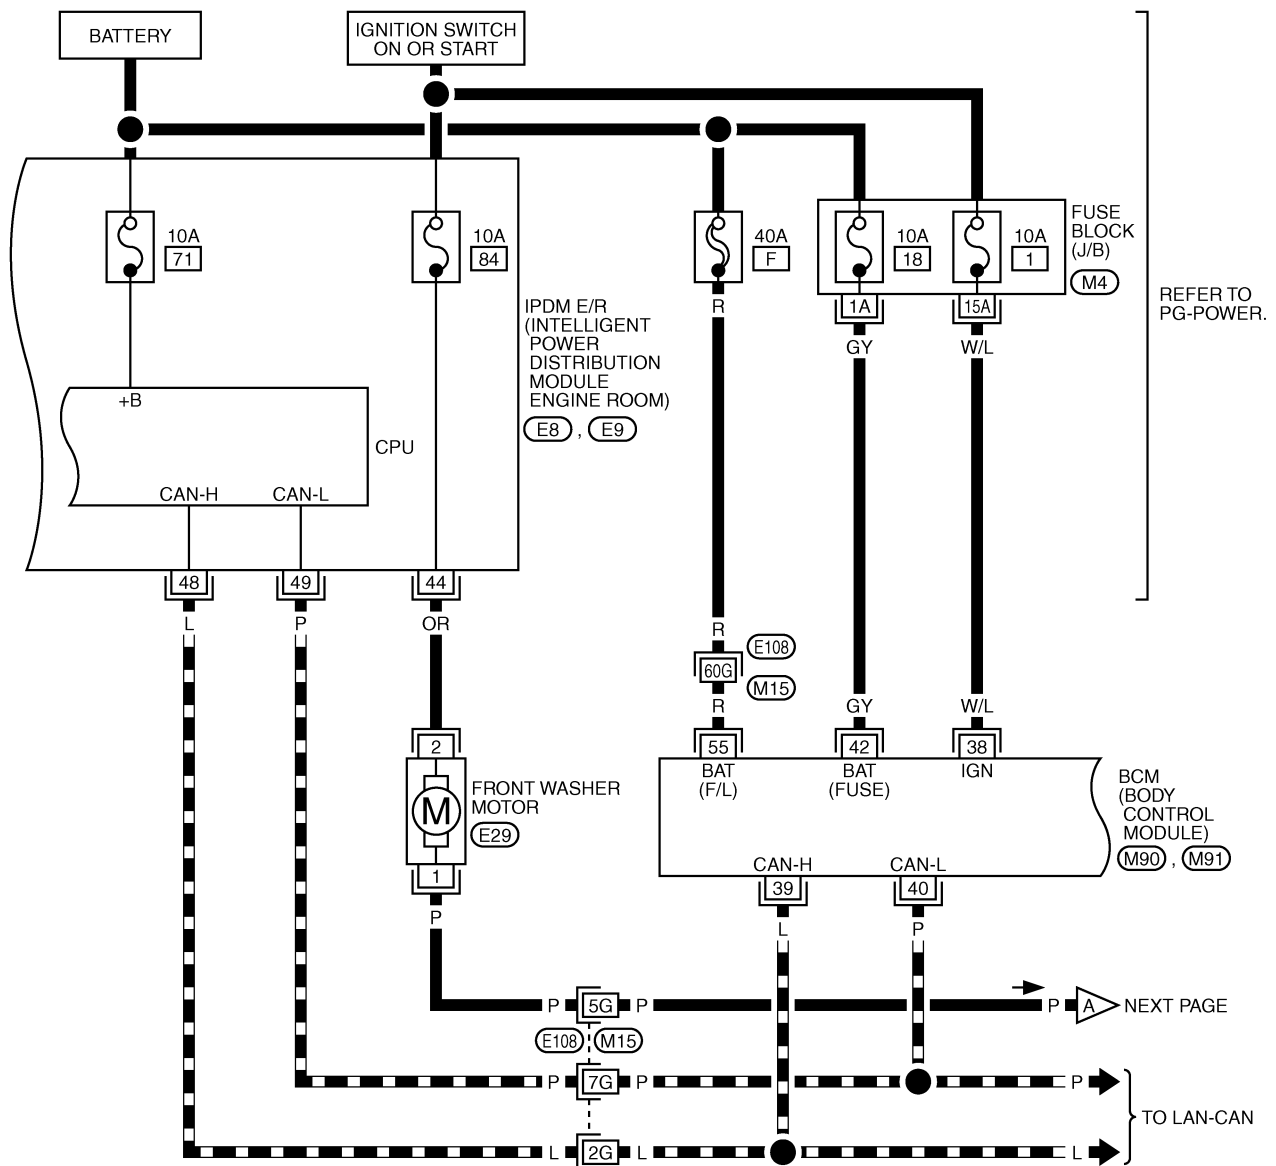 BATTERY
IGNITION SWITCH
ON OR START
10A
71
10A
84
40A
F
10A
18
10A
1
FUSE
BLOCK
(J/B)
M4
REFER TO
PG-POWER.
R
1A
15A
GY
W/L
IPDM E/R
(INTELLIGENT
POWER
DISTRIBUTION
MODULE
ENGINE ROOM)
E8 , E9
+B
CPU
CAN-H
CAN-L
48
49
44
L
P
OR
R
E108
60G
M15
R
GY
W/L
2
55
42
38
BAT
(F/L)
BAT
(FUSE)
IGN
M
FRONT WASHER
MOTOR
E29
BCM
(BODY
CONTROL
MODULE)
M90 , M91
1
CAN-H
CAN-L
39
40
P
L
P
P
5G
P
P
A
NEXT PAGE
E108
M15
P
7G
P
P
TO LAN-CAN
L
2G
L
L